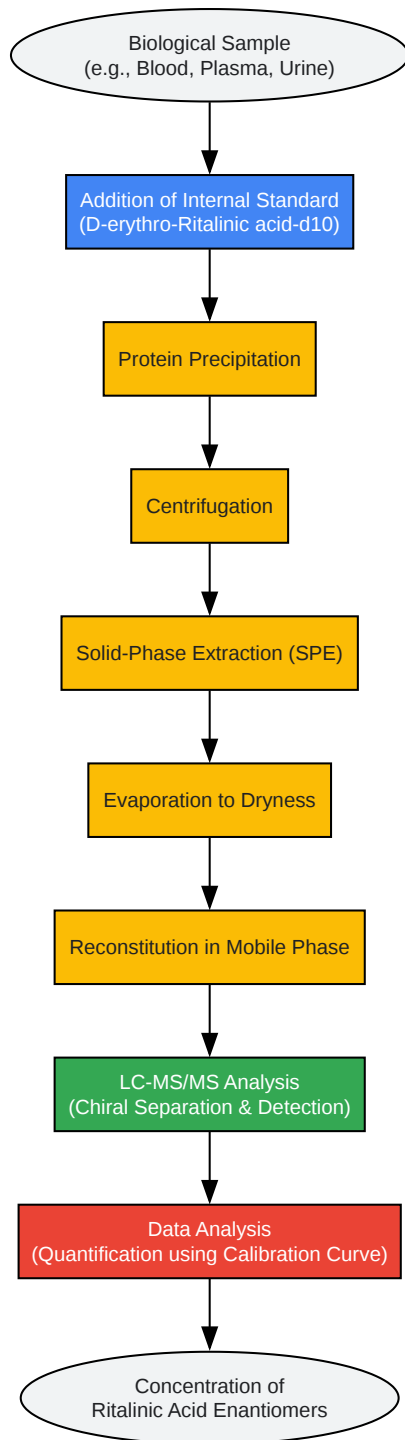 Biological Sample
(e.g., Blood, Plasma, Urine)
Addition of Internal Standard
(D-erythro-Ritalinic acid-d10)
Protein Precipitation
Centrifugation
Solid-Phase Extraction (SPE)
Evaporation to Dryness
Reconstitution in Mobile Phase
LC-MS/MS Analysis
(Chiral Separation & Detection)
Data Analysis
(Quantification using Calibration Curve)
Concentration of
Ritalinic Acid Enantiomers